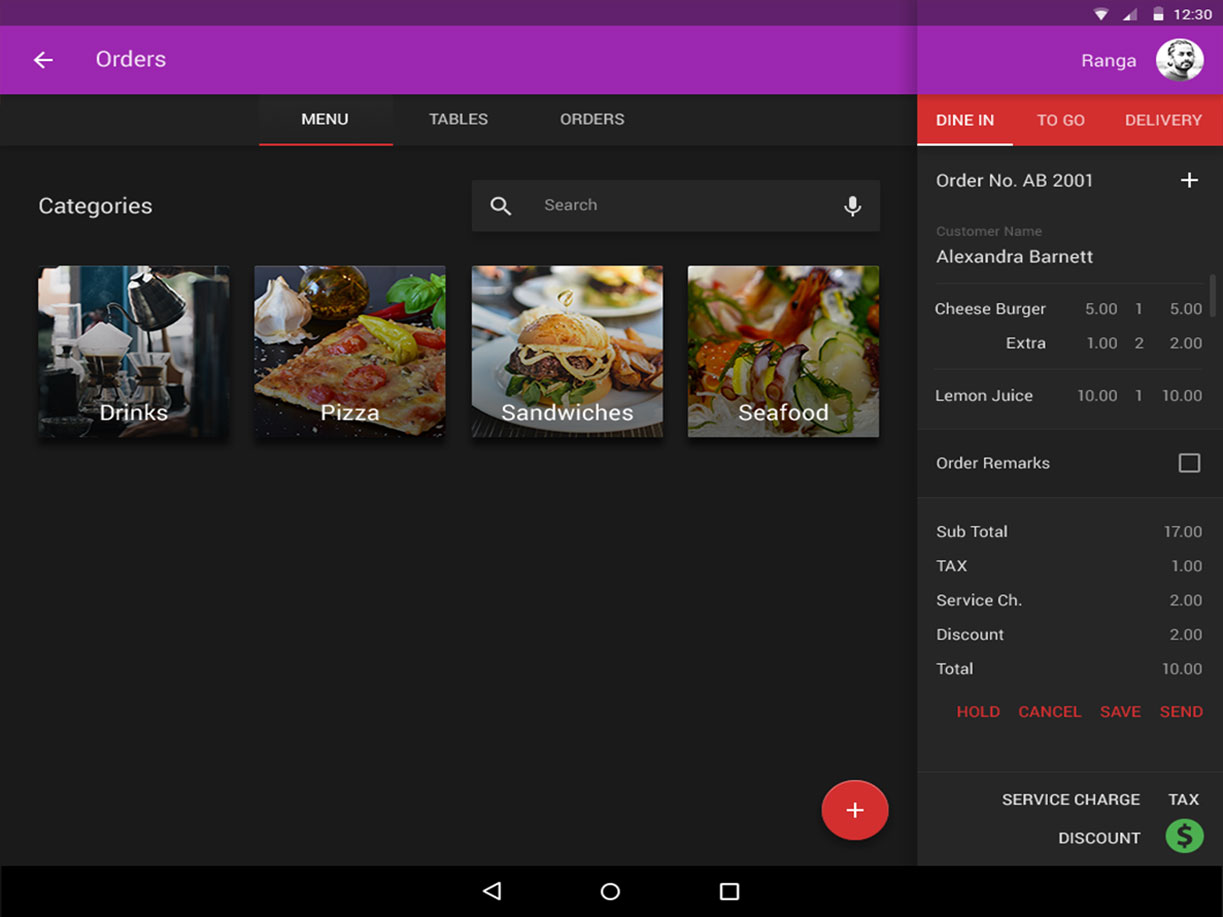 12:30
Orders
Ranga
MENU TABLES ORDERS
DINE IN TO GO DELIVERY
Categories
Search
Drinks
Pizza
Sandwiches
Seafood
Order No. AB 2001
Customer Name
Alexandra Barnett
Cheese Burger 5.00 1 5.00
Extra 1.00 2 2.00
Lemon Juice 10.00 1 10.00
Order Remarks
Sub Total 17.00
TAX 1.00
Service Ch. 2.00
Discount 2.00
Total 10.00
HOLD CANCEL SAVE SEND
SERVICE CHARGE TAX
DISCOUNT $